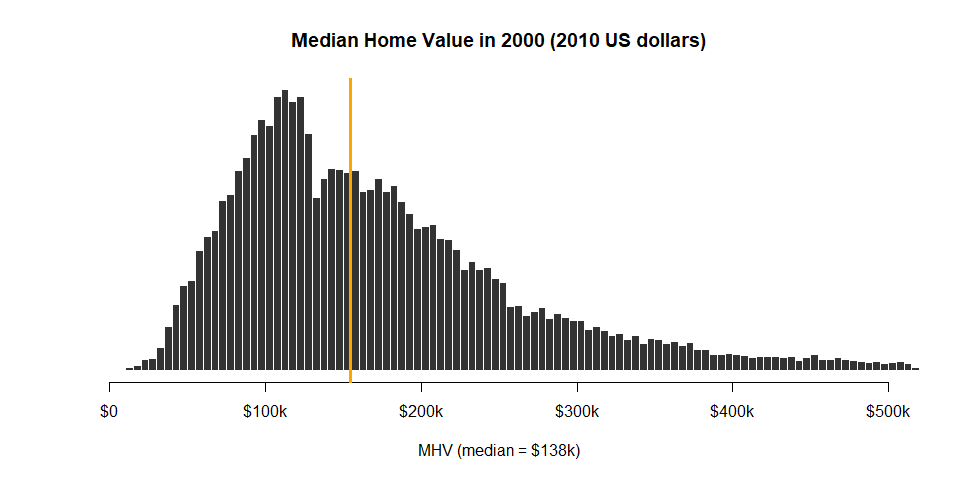 Median Home Value in 2000 (2010 US dollars)
$0 $100k $200k $300k $400k $500k
MHV (median = $138k)